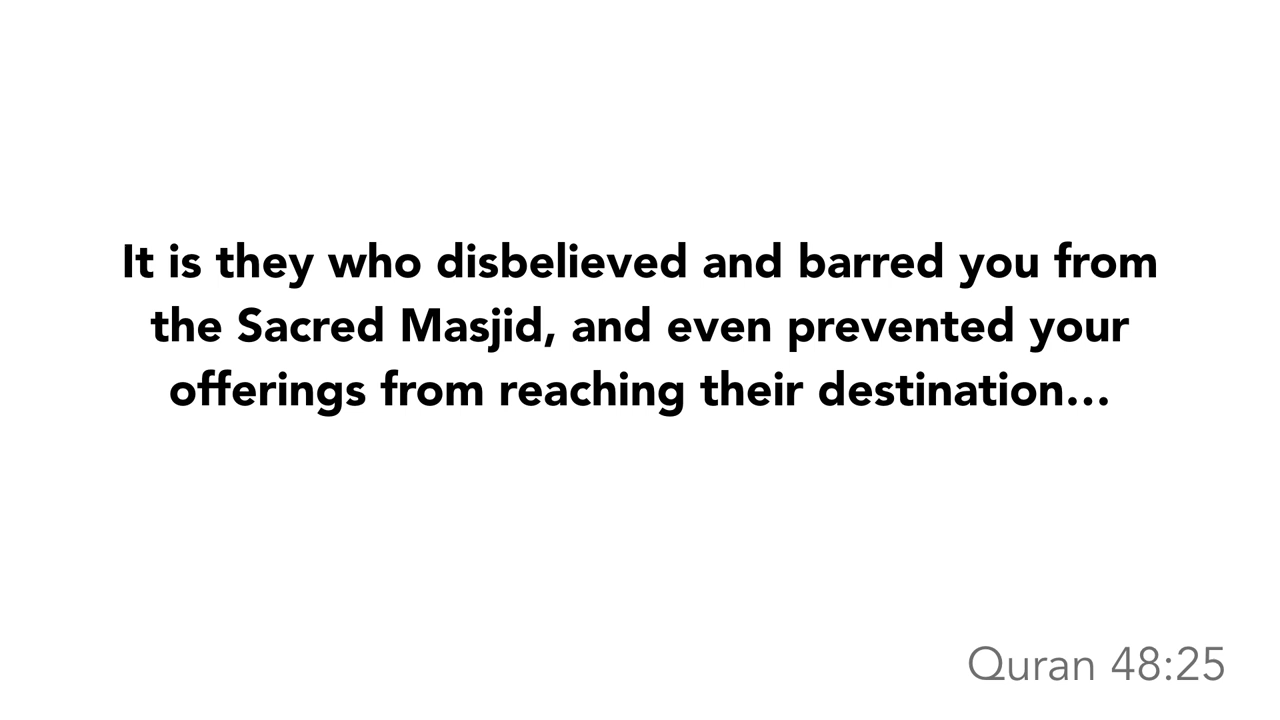 It is they who disbelieved and barred you from
the Sacred Masjid, and even prevented your
offerings from reaching their destination…
Quran 48:25